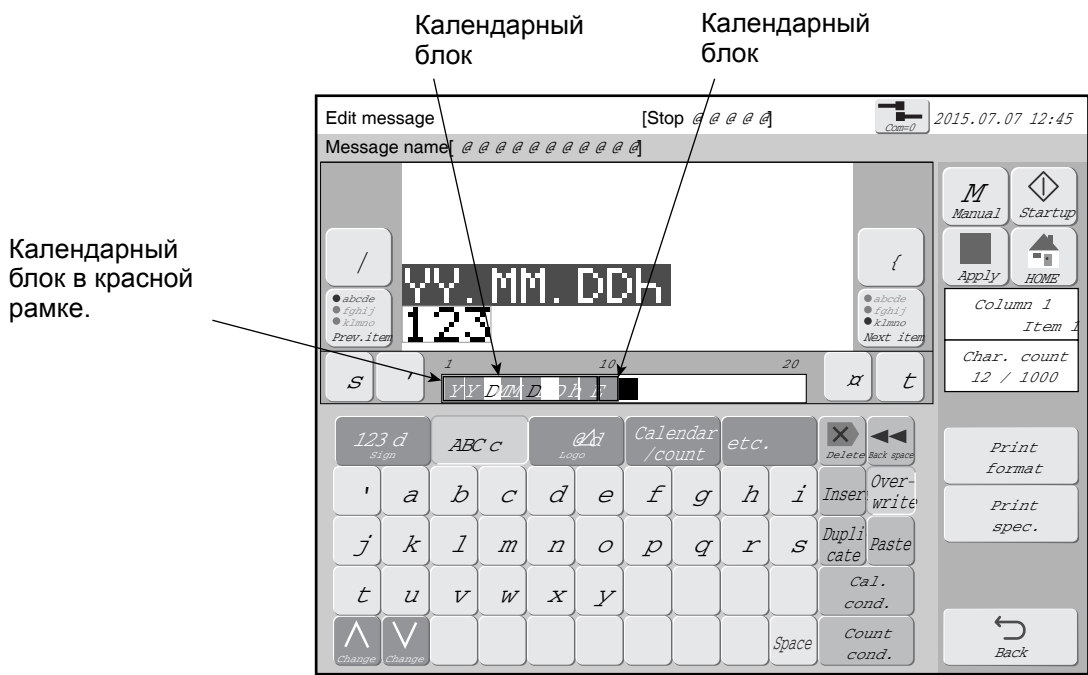 Календарный
блок
Календарный
блок
Календарный
блок в красной
рамке.
Edit message [Stop @ @ @ @ @] Com=0 2015.07.07 12:45
Message name[ @ @ @ @ @ @ @ @ @ @]
M
Manual
Startup
Apply
HOME
/
{
YY.MM.DDh
123
abcde
fghij
klmno
Prev.item
abcde
fghij
klmno
Next item
Column 1
Item 1
Char. count
12 / 1000
s ' 1 10 20 ¤ t
123 d
Sign
ABC c
Logo
Calendar
/count
etc.
Delete
Back space
' a b c d e f g h i Inser Over-
write
j k l m n o p q r s Dupli
cate Paste
t u v w x y Cal.
cond.
Change Change Space Count
cond.
Print
format
Print
spec.
Back